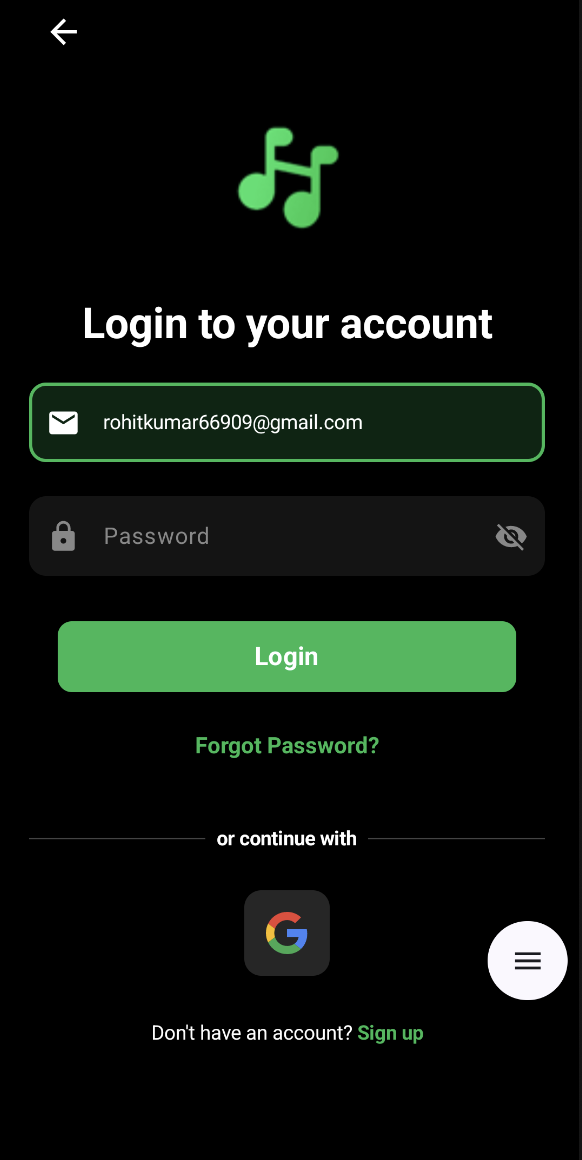 Login to your account
rohitkumar66909@gmail.com
Password
Login
Forgot Password?
or continue with
Don't have an account? Sign up